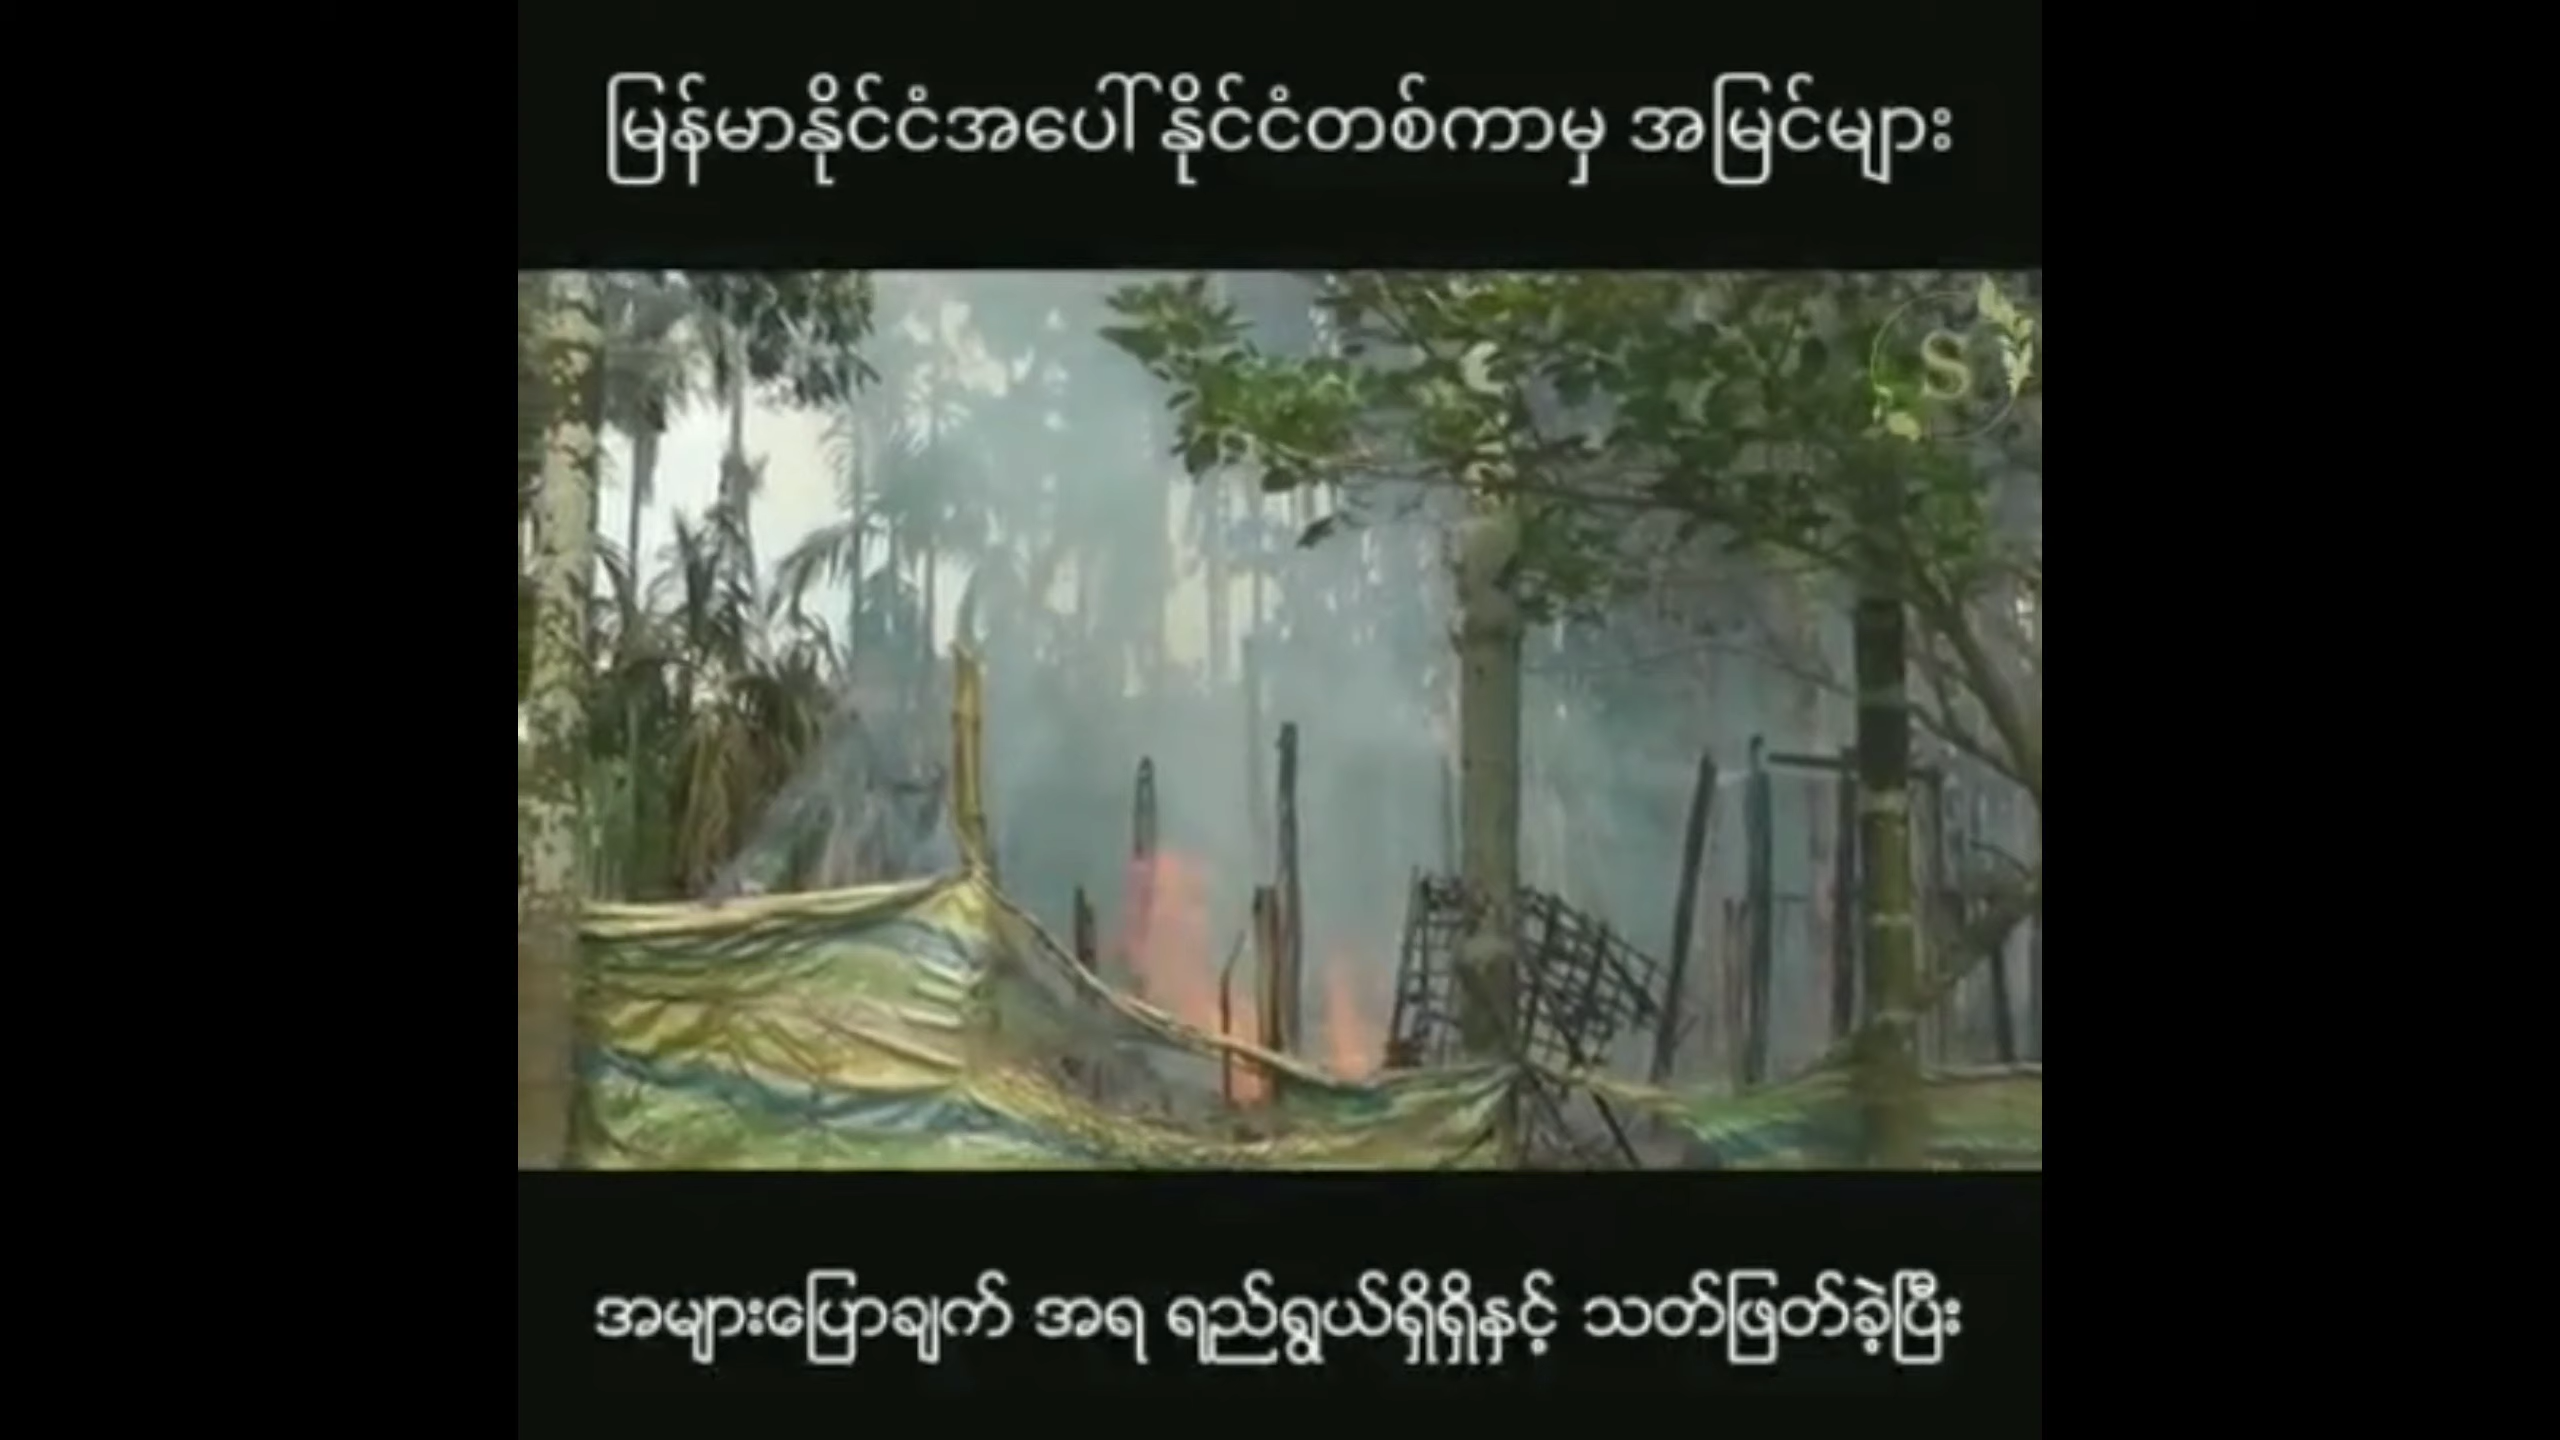 မြန်မာနိုင်ငံအပေါ် နိုင်ငံတစ်ကာမှ အမြင်များ
S
အများပြောချက် အရ ရည်ရွယ်ရှိရှိနှင့် သတ်ဖြတ်ခဲ့ပြီး